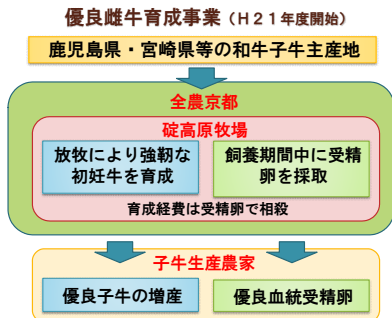 優良雌牛育成事業（H21年度開始）
鹿児島県・宮崎県等の和牛子牛主産地
全農京都
碇高原牧場
放牧により強靭な
初妊牛を育成
飼養期間中に受精
卵を採取
育成経費は受精卵で相殺
子牛生産農家
優良子牛の増産
優良血統受精卵